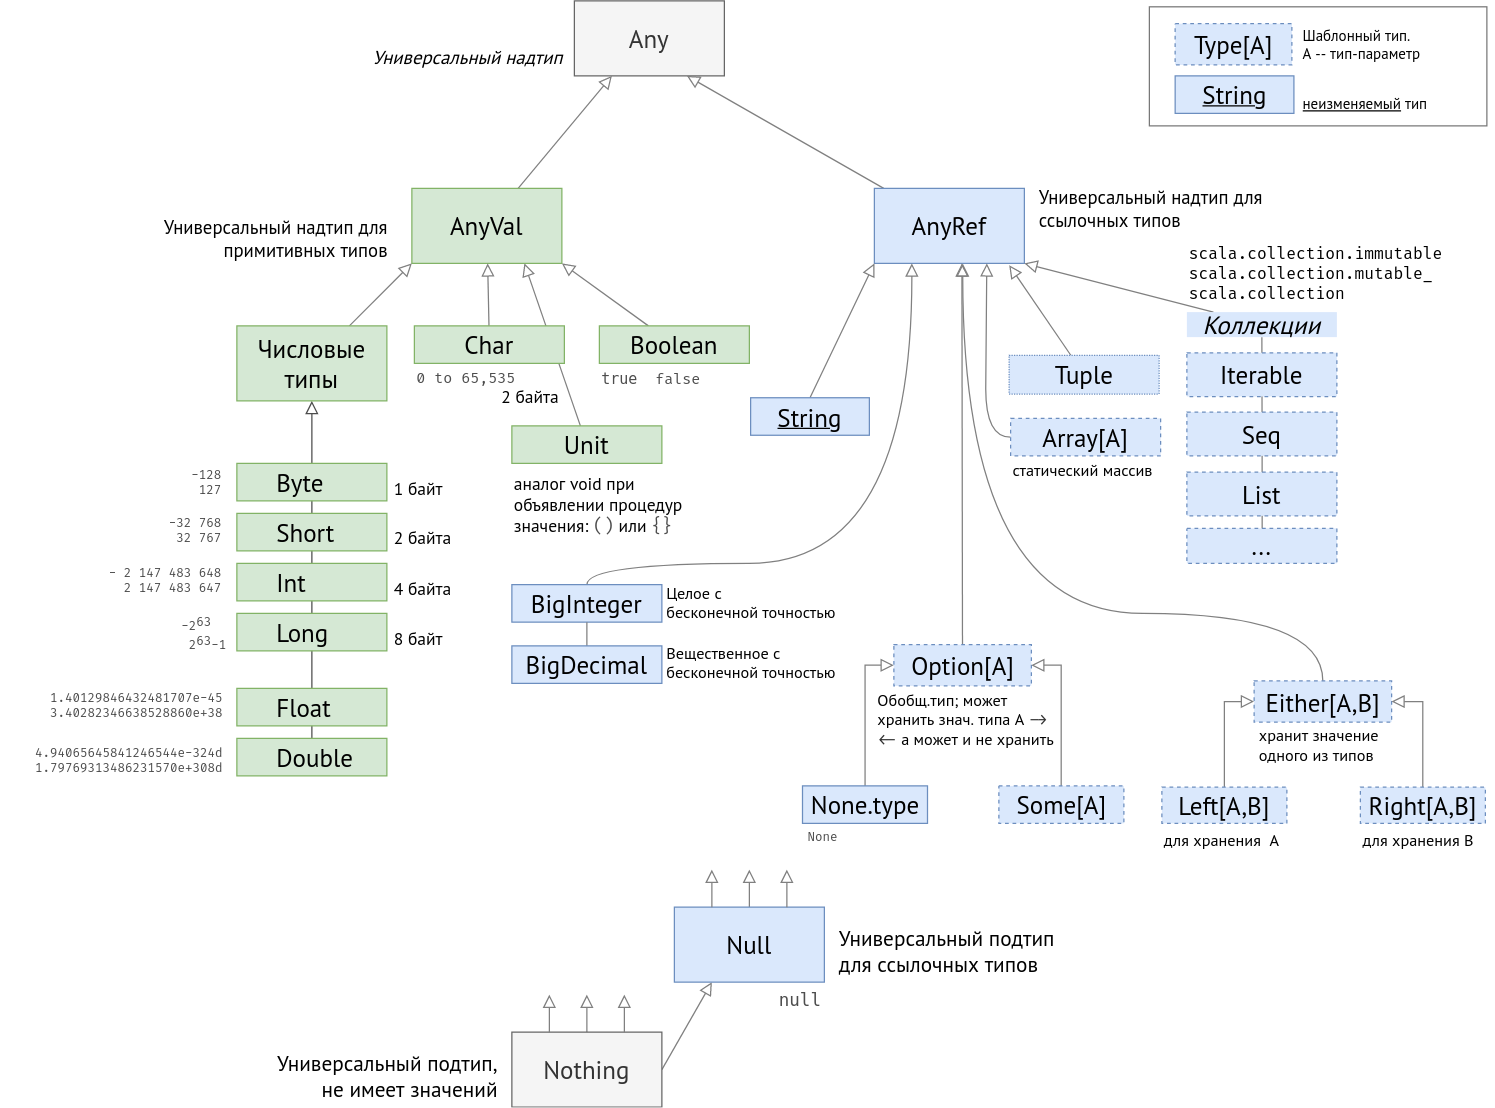 Any
Универсальный надтип
Type[A]
Шаблонный тип.
A -- тип-параметр
String
неизменяемый тип
AnyVal
Универсальный надтип для
примитивных типов
AnyRef
Универсальный надтип для
ссылочных типов
scala.collection.immutable
scala.collection.mutable_
scala.collection
Коллекции
Iterable
Seq
List
...
Числовые
типы
Char
0 to 65,535
2 байта
Boolean
true false
Unit
аналог void при
объявлении процедур
значения: () или {}
String
Tuple
Array[A]
статический массив
Byte
-128
127
1 байт
Short
-32 768
32 767
2 байта
Int
- 2 147 483 648
2 147 483 647
4 байта
Long
-2⁶³
2⁶³-1
8 байт
Float
1.40129846432481707e-45
3.40282346638528860e+38
Double
4.94065645841246544e-324d
1.79769313486231570e+308d
BigInteger
Целое с
бесконечной точностью
BigDecimal
Вещественное с
бесконечной точностью
Option[A]
Обобщ.тип; может
хранить знач. типа A →
← а может и не хранить
None.type
None
Some[A]
Either[A,B]
хранит значение
одного из типов
Left[A,B]
для хранения A
Right[A,B]
для хранения B
Null
Универсальный подтип
для ссылочных типов
null
Nothing
Универсальный подтип,
не имеет значений